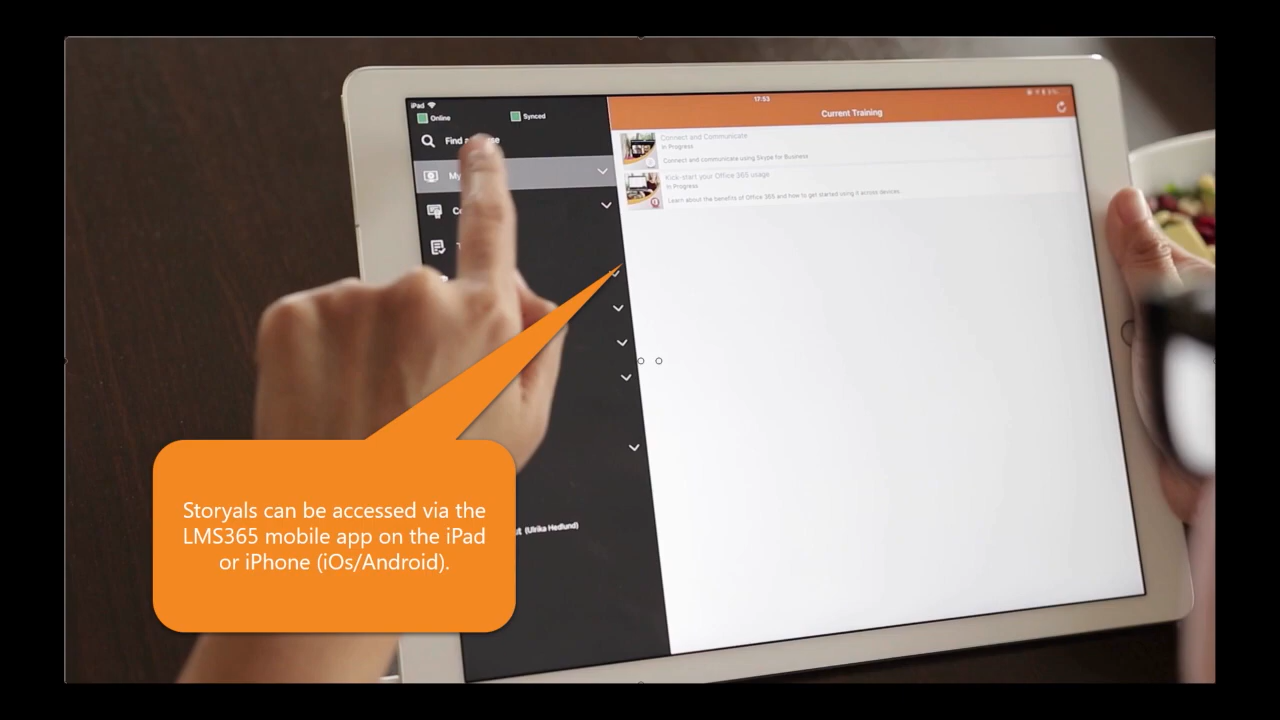 iPad
17:53
Online
Synced
Current Training
Find a
My
Connect and Communicate
In Progress
Connect and communicate using Skype for Business
Kick-start your Office 365 usage
In Progress
Learn about the benefits of Office 365 and how to get started using it across devices.
(Ulrika Hedlund)
Storyals can be accessed via the
LMS365 mobile app on the iPad
or iPhone (iOs/Android).